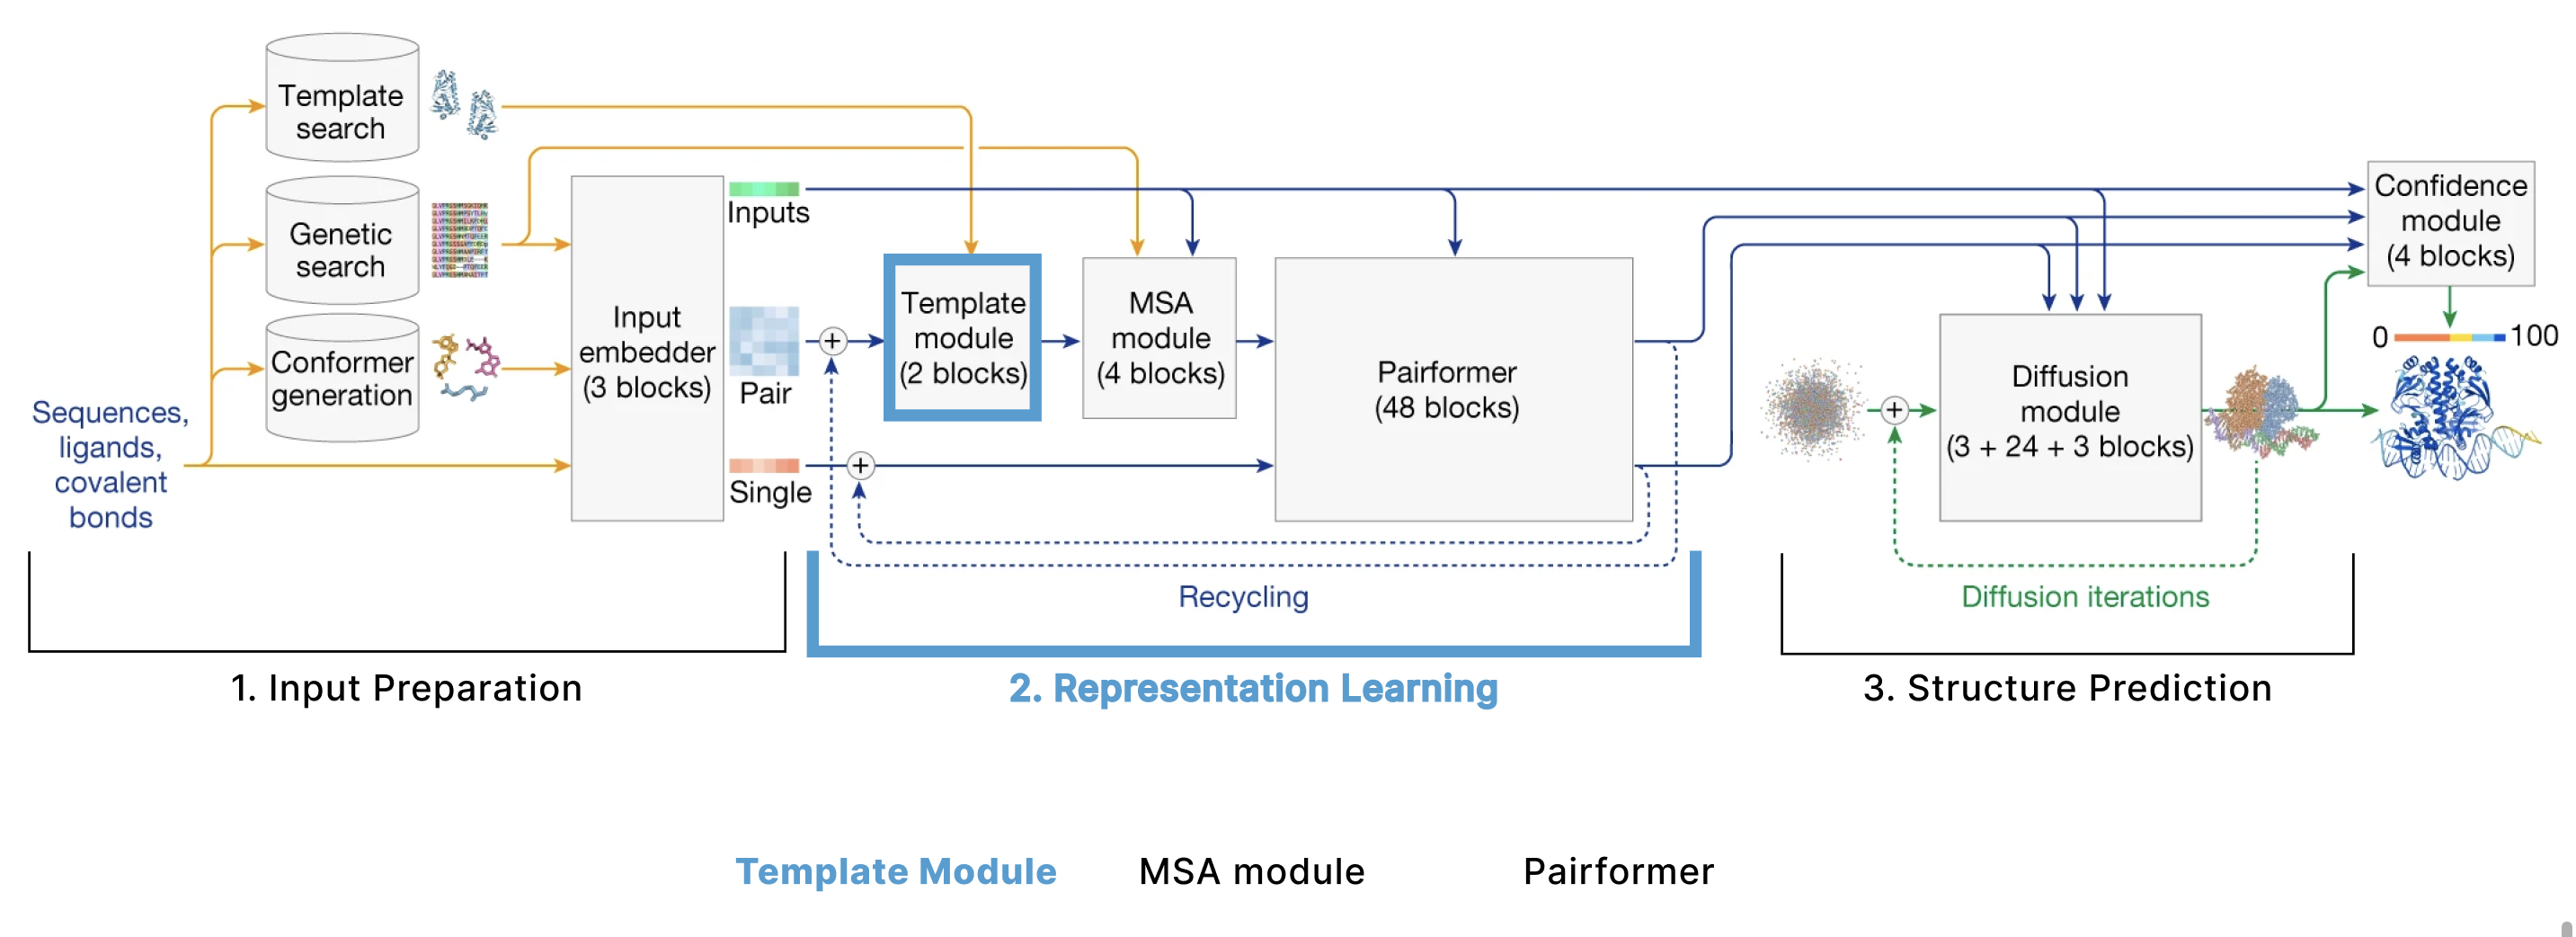 Template
search
Genetic
search
Conformer
generation
Sequences,
ligands,
covalent
bonds
Input
embedder
(3 blocks)
Inputs
Pair
Single
Template
module
(2 blocks)
MSA
module
(4 blocks)
Pairformer
(48 blocks)
Recycling
Diffusion
module
(3 + 24 + 3 blocks)
Diffusion iterations
Confidence
module
(4 blocks)
0 100
1. Input Preparation
2. Representation Learning
3. Structure Prediction
Template Module MSA module Pairformer